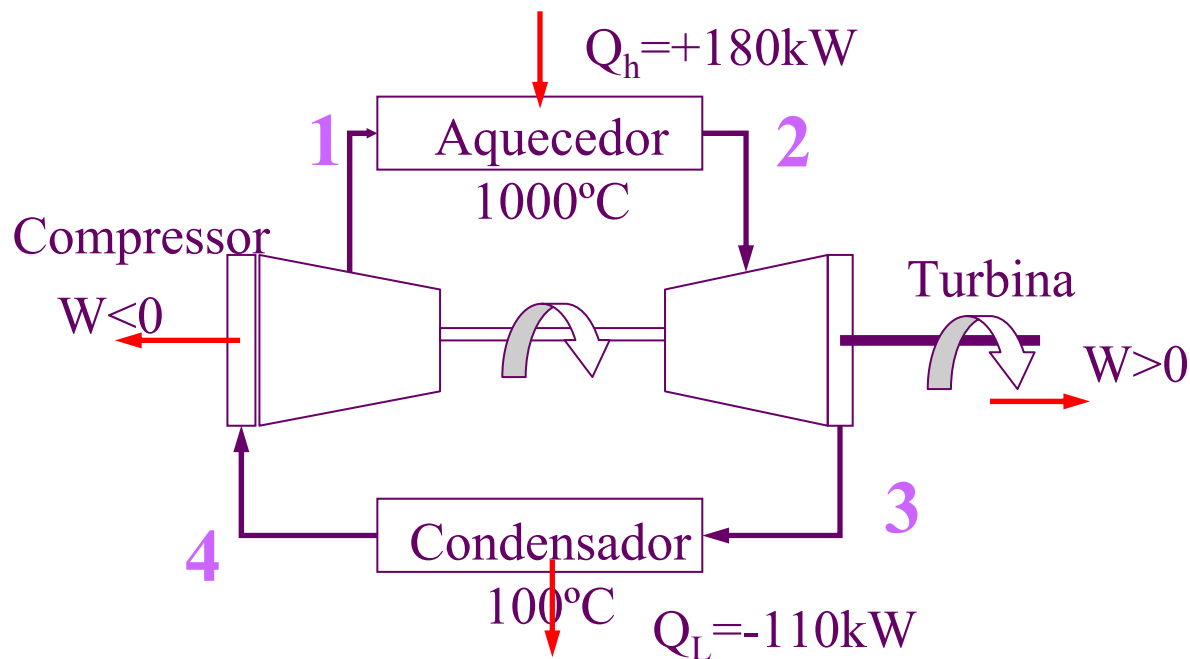 Qh=+180kW
1
Aquecedor
2
1000ºC
Compressor
Turbina
W<0
W>0
3
Condensador
4
100ºC
QL=-110kW